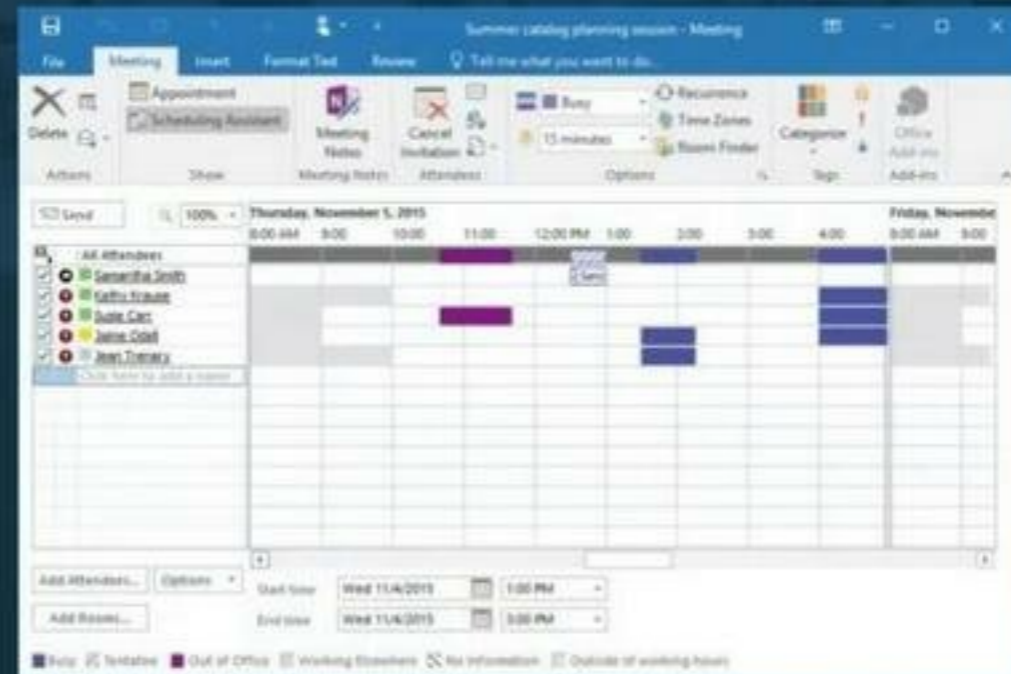 Summer catalog planning session - Meeting
File Meeting Insert Format Text Review Tell me what you want to do...
Delete
Appointment
Scheduling Assistant
Meeting Notes
Cancel Invitation
Busy
15 minutes
Recurrence
Time Zones
Room Finder
Categorize
Office Add-ins
Actions Show Meeting Notes Attendees Options Tags Add-ins
Send 100% Thursday, November 5, 2015 Friday, Novembe
8:00 AM 9:00 10:00 11:00 12:00 PM 1:00 2:00 3:00 4:00 8:00 AM 9:00
All Attendees
Samantha Smith
Kathy Krause
Susie Carr
Jamie Odell
Jean Trenary
Click here to add a name
Add Attendees... Options Start time Wed 11/4/2015 1:00 PM
Add Rooms... End time Wed 11/4/2015 3:00 PM
Busy Tentative Out of Office Working Elsewhere No Information Outside of working hours